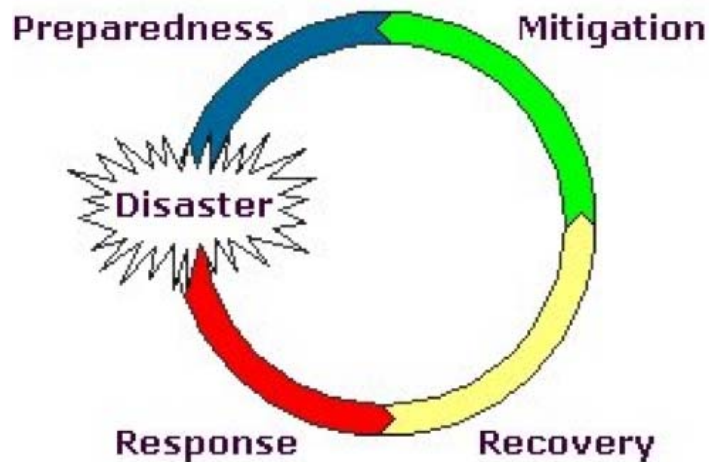 Preparedness
Mitigation
Disaster
Response
Recovery